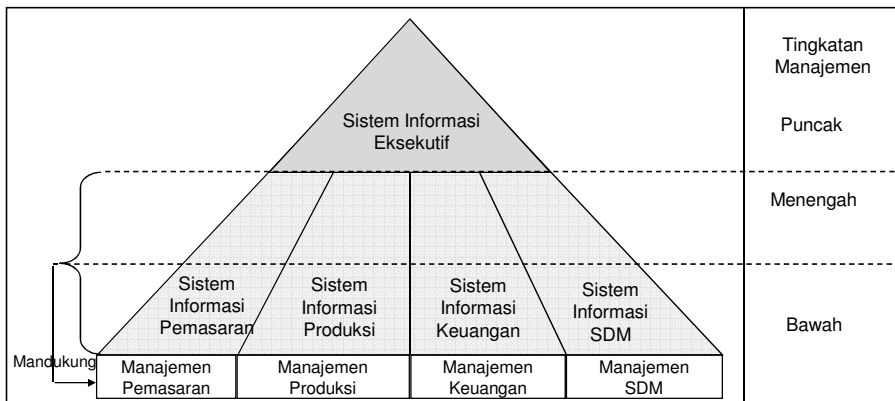 Tingkatan
Manajemen
Sistem Informasi
Eksekutif
Puncak
Menengah
Sistem
Informasi
Pemasaran
Sistem
Informasi
Produksi
Sistem
Informasi
Keuangan
Sistem
Informasi
SDM
Bawah
Mandukung
Manajemen
Pemasaran
Manajemen
Produksi
Manajemen
Keuangan
Manajemen
SDM